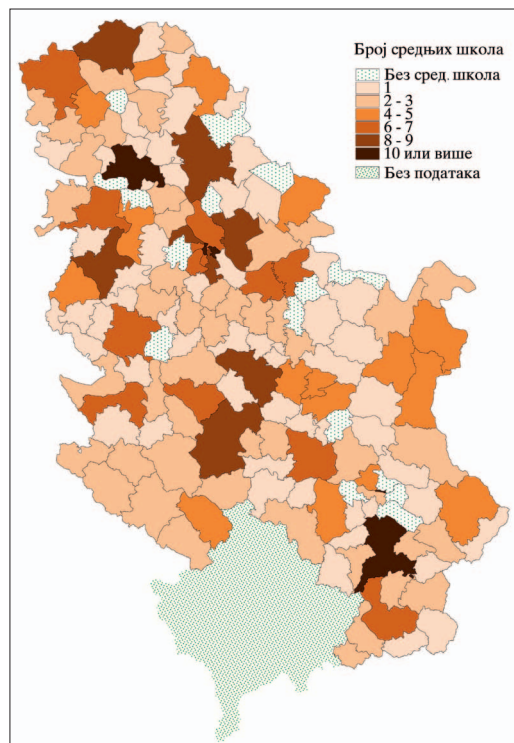 Број средњих школа
Без сред. школа
1
2 - 3
4 - 5
6 - 7
8 - 9
10 или више
Без података